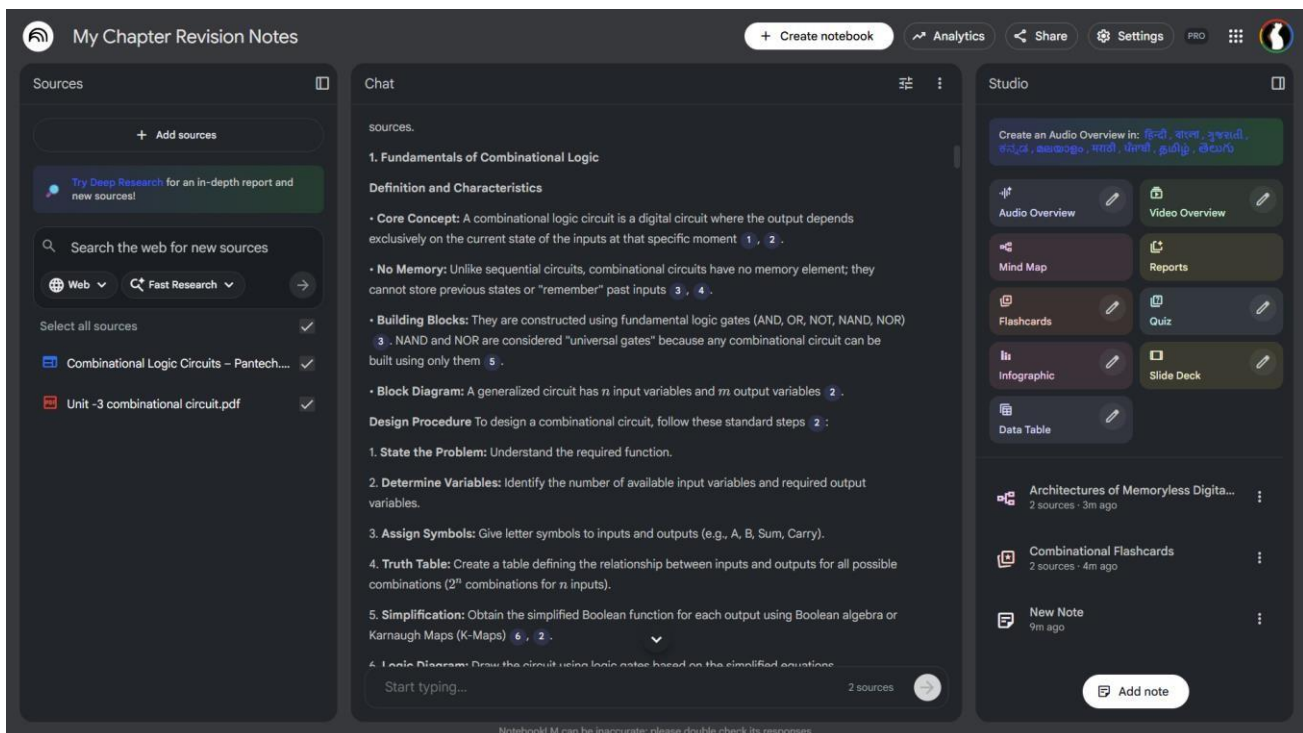 My Chapter Revision Notes
+ Create notebook
Analytics
Share
Settings
PRO
Sources
+ Add sources
Try Deep Research for an in-depth report and
new sources!
Search the web for new sources
Web
Fast Research
Select all sources
Combinational Logic Circuits – Pantech....
Unit -3 combinational circuit.pdf
Chat
sources.
1. Fundamentals of Combinational Logic
Definition and Characteristics
• Core Concept: A combinational logic circuit is a digital circuit where the output depends
exclusively on the current state of the inputs at that specific moment 1 , 2 .
• No Memory: Unlike sequential circuits, combinational circuits have no memory element; they
cannot store previous states or "remember" past inputs 3 , 4 .
• Building Blocks: They are constructed using fundamental logic gates (AND, OR, NOT, NAND, NOR)
3 . NAND and NOR are considered "universal gates" because any combinational circuit can be
built using only them 5 .
• Block Diagram: A generalized circuit has n input variables and m output variables 2 .
Design Procedure To design a combinational circuit, follow these standard steps 2 :
1. State the Problem: Understand the required function.
2. Determine Variables: Identify the number of available input variables and required output
variables.
3. Assign Symbols: Give letter symbols to inputs and outputs (e.g., A, B, Sum, Carry).
4. Truth Table: Create a table defining the relationship between inputs and outputs for all possible
combinations (2ⁿ combinations for n inputs).
5. Simplification: Obtain the simplified Boolean function for each output using Boolean algebra or
Karnaugh Maps (K-Maps) 6 , 2 .
6. Logic Diagram: Draw the circuit using logic gates based on the simplified equations
Start typing...
2 sources
NotebookLM can be inaccurate; please double check its responses.
Studio
Create an Audio Overview in: हिन्दी, বাংলা, ગુજરાતી,
ಕನ್ನಡ, മലയാളം, मराठी, ਪੰਜਾਬੀ, தமிழ், తెలుగు
Audio Overview
Video Overview
Mind Map
Reports
Flashcards
Quiz
Infographic
Slide Deck
Data Table
Architectures of Memoryless Digita...
2 sources · 3m ago
Combinational Flashcards
2 sources · 4m ago
New Note
9m ago
Add note